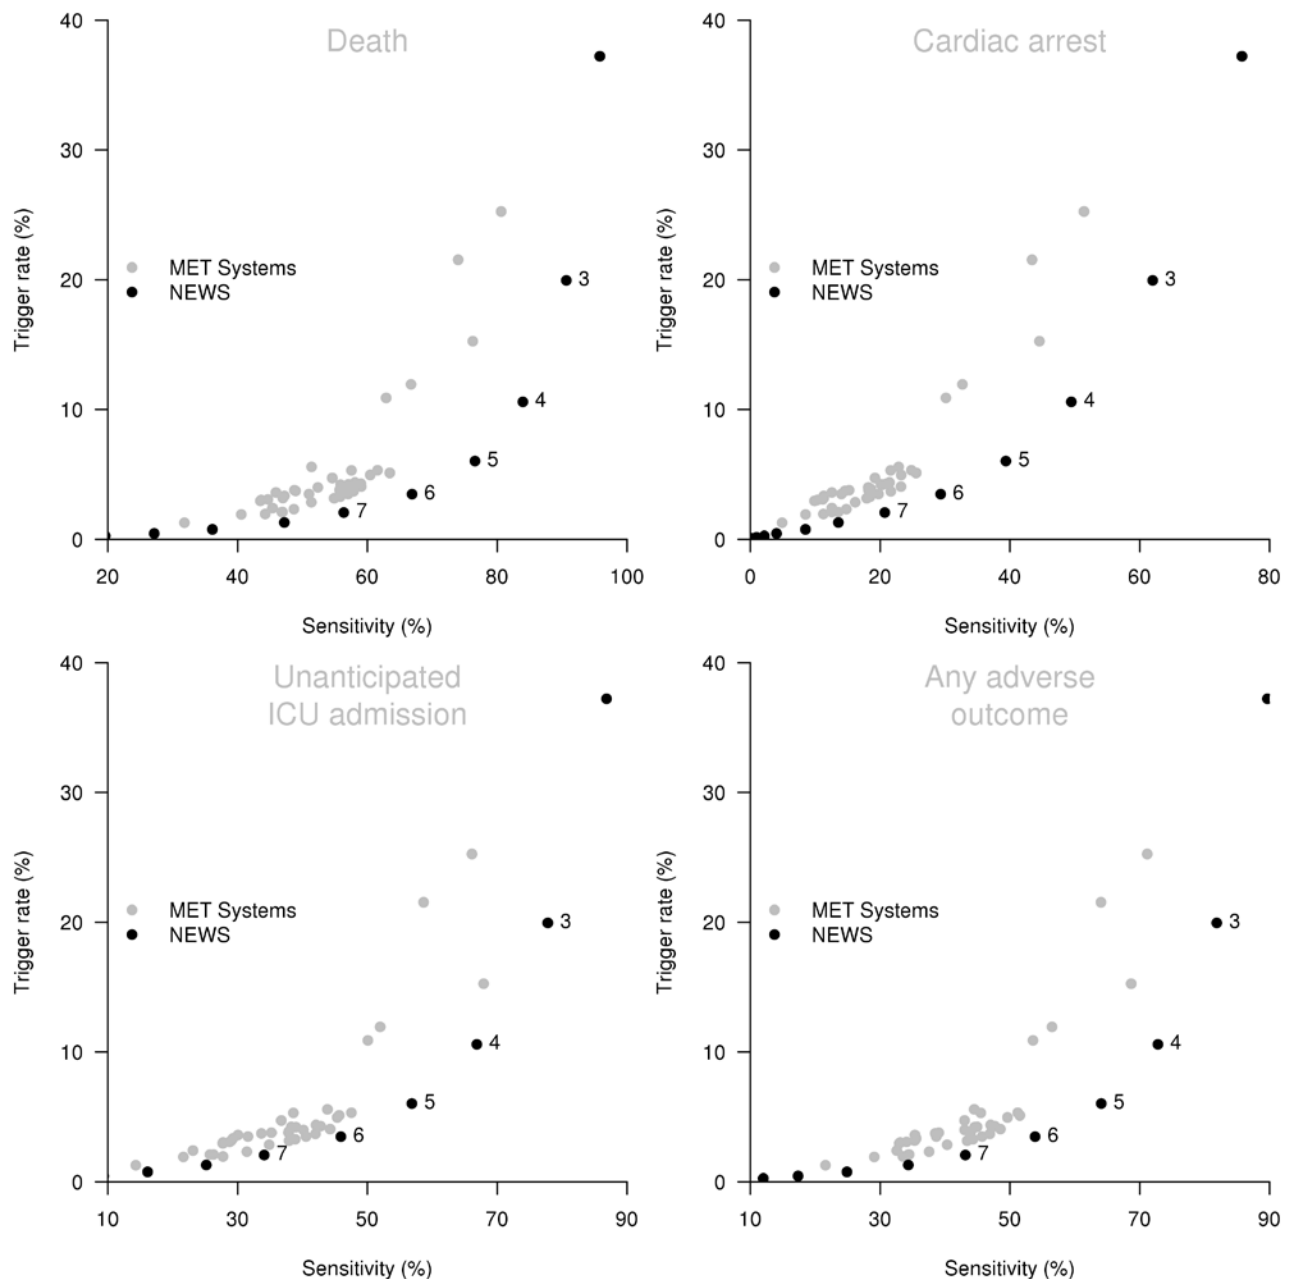 Death
40
30
20
10
0
Trigger rate (%)
MET Systems
NEWS
3
4
5
6
7
20 40 60 80 100
Sensitivity (%)
Cardiac arrest
40
30
20
10
0
Trigger rate (%)
MET Systems
NEWS
3
4
5
6
7
0 20 40 60 80
Sensitivity (%)
Unanticipated
ICU admission
40
30
20
10
0
Trigger rate (%)
MET Systems
NEWS
3
4
5
6
7
10 30 50 70 90
Sensitivity (%)
Any adverse
outcome
40
30
20
10
0
Trigger rate (%)
MET Systems
NEWS
3
4
5
6
7
10 30 50 70 90
Sensitivity (%)